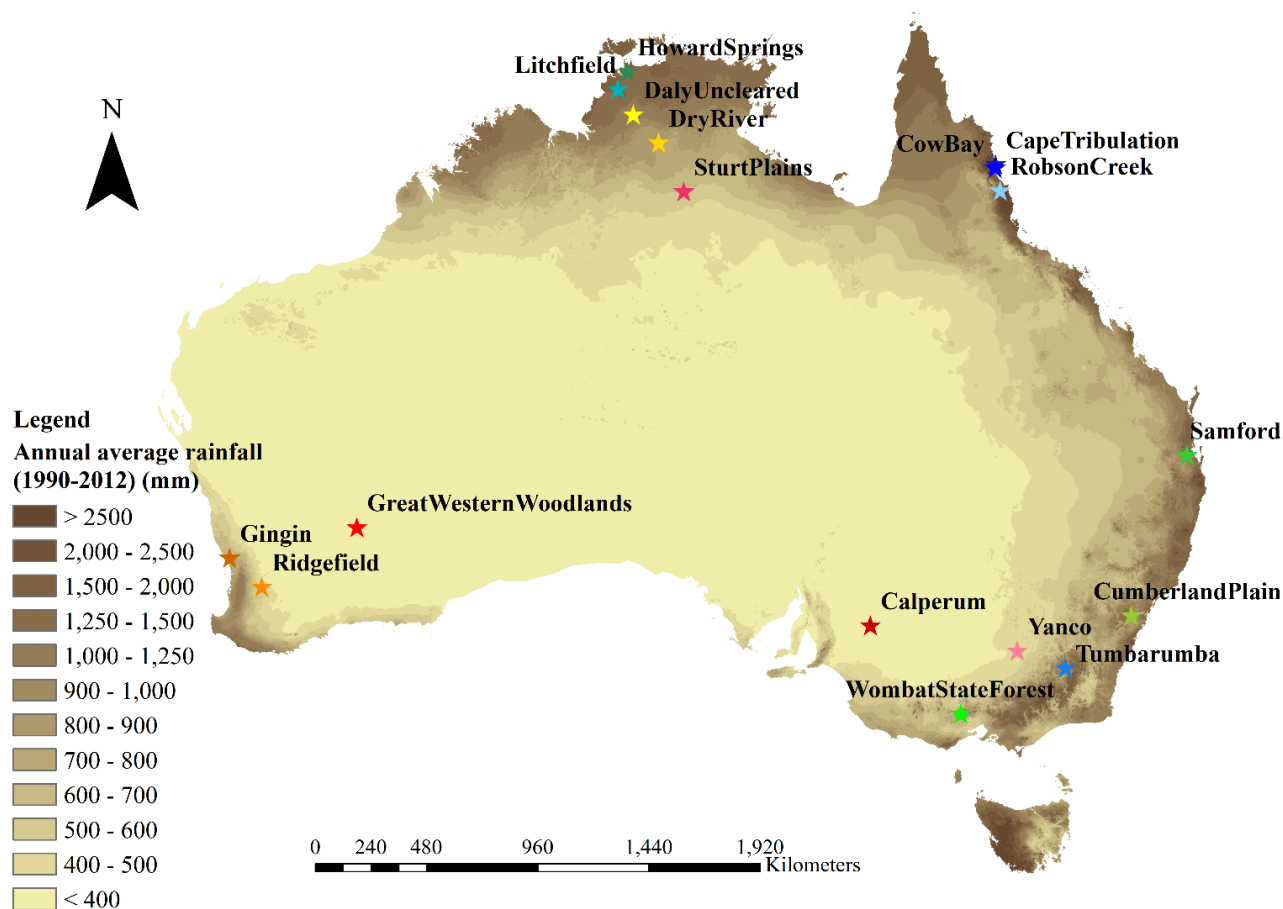 N
HowardSprings
Litchfield
DalyUncleared
DryRiver
SturtPlains
CowBay
CapeTribulation
RobsonCreek
Samford
GreatWesternWoodlands
Gingin
Ridgefield
Calperum
CumberlandPlain
Yanco
Tumbarumba
WombatStateForest
Legend
Annual average rainfall
(1990-2012) (mm)
> 2500
2,000 - 2,500
1,500 - 2,000
1,250 - 1,500
1,000 - 1,250
900 - 1,000
800 - 900
700 - 800
600 - 700
500 - 600
400 - 500
< 400
0 240 480 960 1,440 1,920
Kilometers